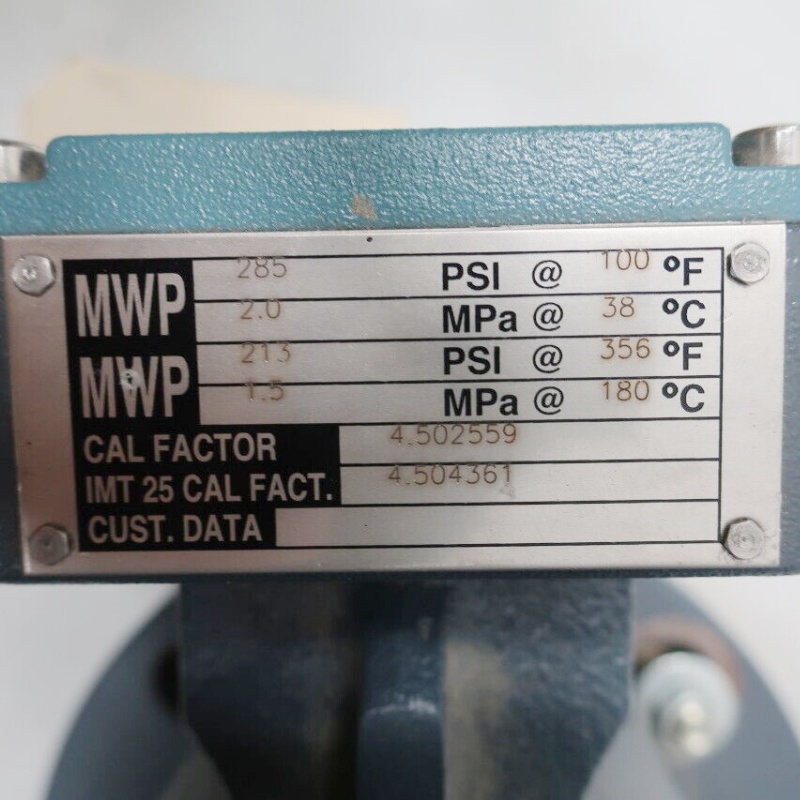 MWP 285 PSI @ 100 °F
2.0 MPa @ 38 °C
MWP 213 PSI @ 356 °F
1.5 MPa @ 180 °C
CAL FACTOR 4.502559
IMT 25 CAL FACT. 4.504361
CUST. DATA